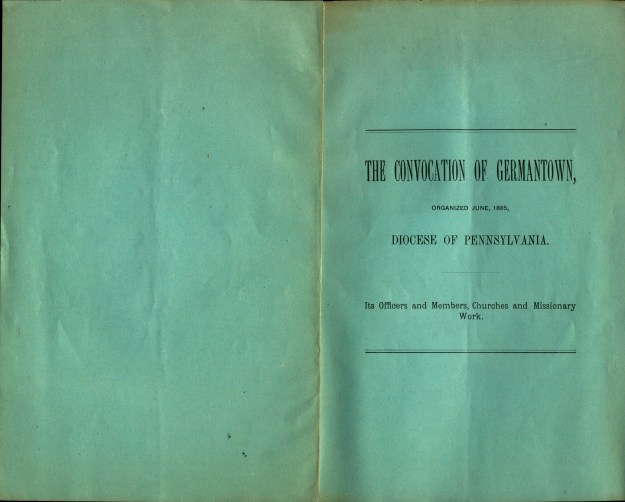 THE CONVOCATION OF GERMANTOWN,
ORGANIZED JUNE, 1885,
DIOCESE OF PENNSYLVANIA.
Its Officers and Members, Churches and Missionary
Work.